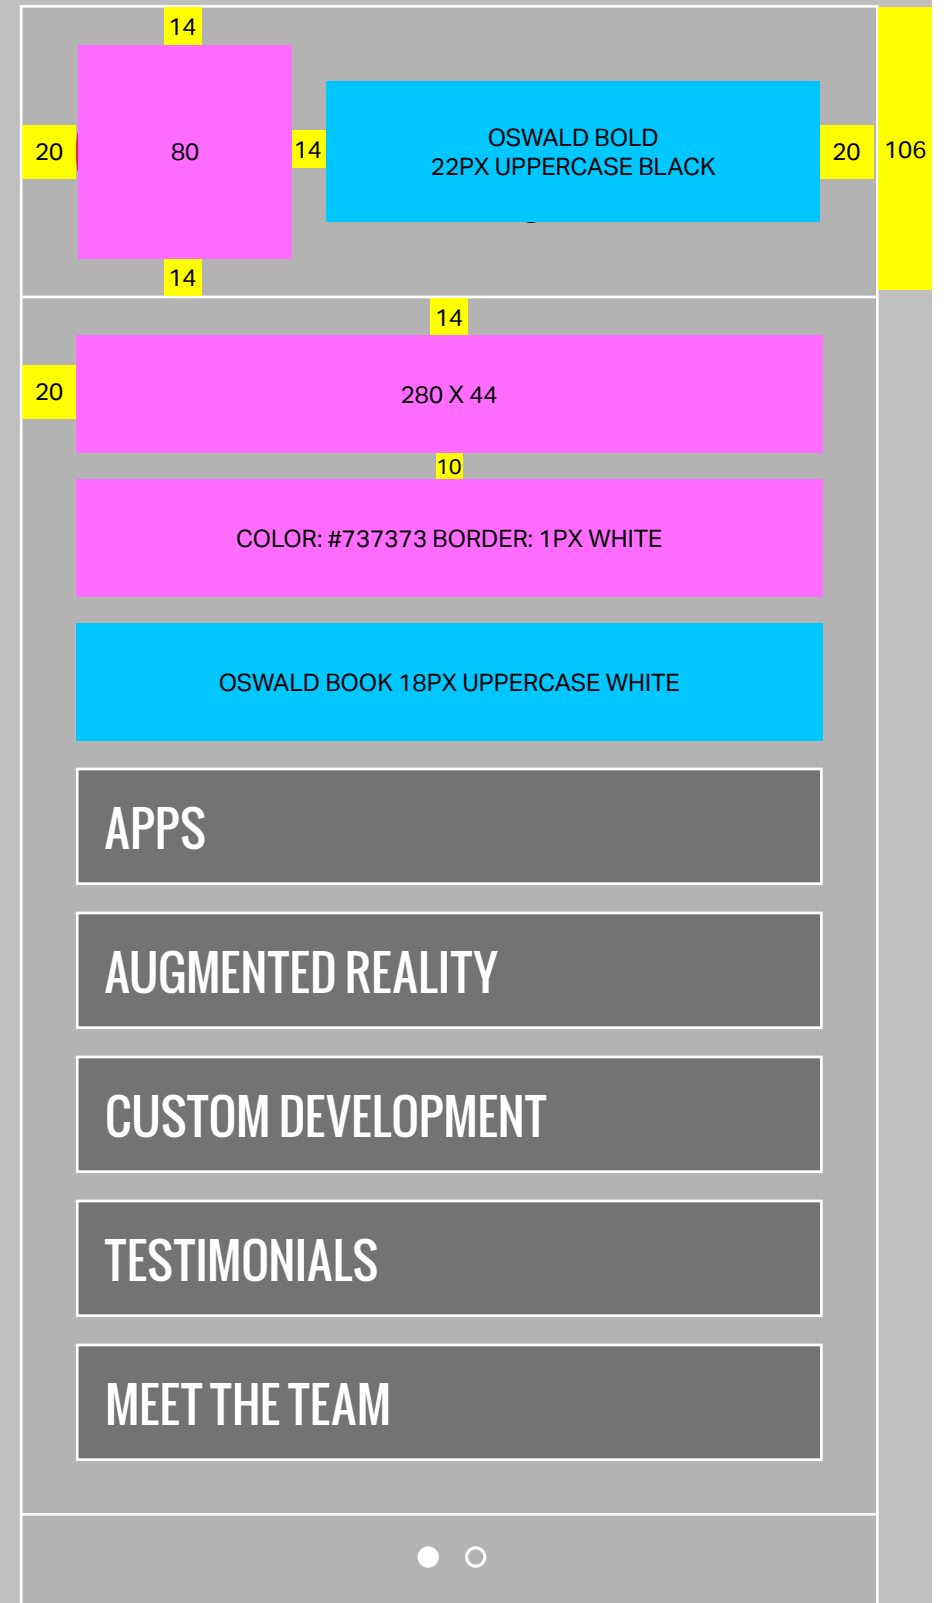 14
20
80
14
OSWALD BOLD
22PX UPPERCASE BLACK
20
106
14
14
20
280 X 44
10
COLOR: #737373 BORDER: 1PX WHITE
OSWALD BOOK 18PX UPPERCASE WHITE
APPS
AUGMENTED REALITY
CUSTOM DEVELOPMENT
TESTIMONIALS
MEET THE TEAM